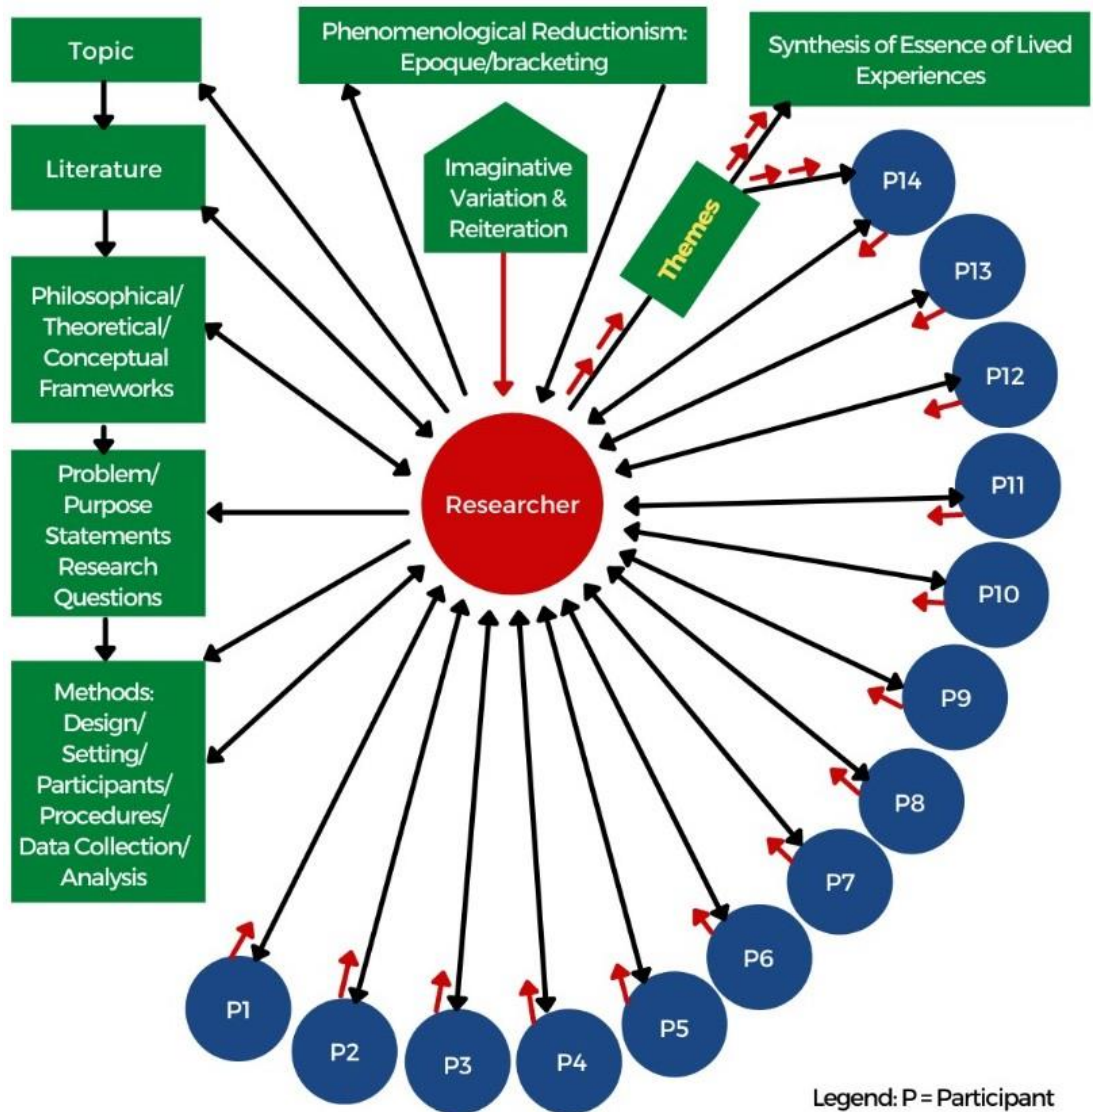 Topic
Literature
Philosophical/
Theoretical/
Conceptual
Frameworks
Problem/
Purpose
Statements
Research
Questions
Methods:
Design/
Setting/
Participants/
Procedures/
Data Collection/
Analysis
Phenomenological Reductionism:
Epoque/bracketing
Imaginative
Variation &
Reiteration
Themes
Synthesis of Essence of Lived
Experiences
Researcher
P14
P13
P12
P11
P10
P9
P8
P7
P6
P5
P4
P3
P2
P1
Legend: P = Participant